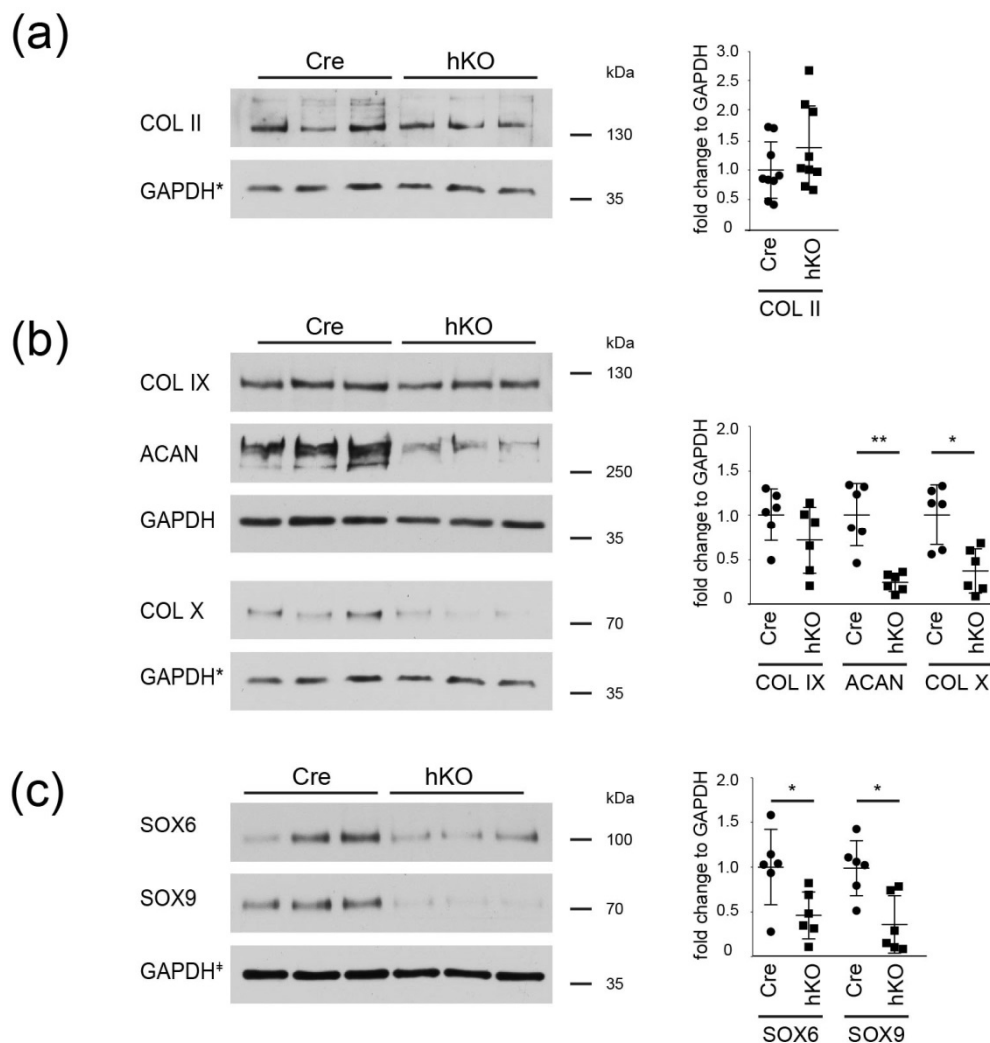 (a)
Cre hKO
kDa
COL II
130
GAPDH*
35
fold change to GAPDH
3.0
2.5
2.0
1.5
1.0
0.5
0
Cre hKO
COL II
(b)
Cre hKO
kDa
COL IX
130
ACAN
250
GAPDH
35
COL X
70
GAPDH*
35
fold change to GAPDH
2.0
1.5
1.0
0.5
0
** *
Cre hKO Cre hKO Cre hKO
COL IX ACAN COL X
(c)
Cre hKO
kDa
SOX6
100
SOX9
70
GAPDH‡
35
fold change to GAPDH
2.0
1.5
1.0
0.5
0
* *
Cre hKO Cre hKO
SOX6 SOX9